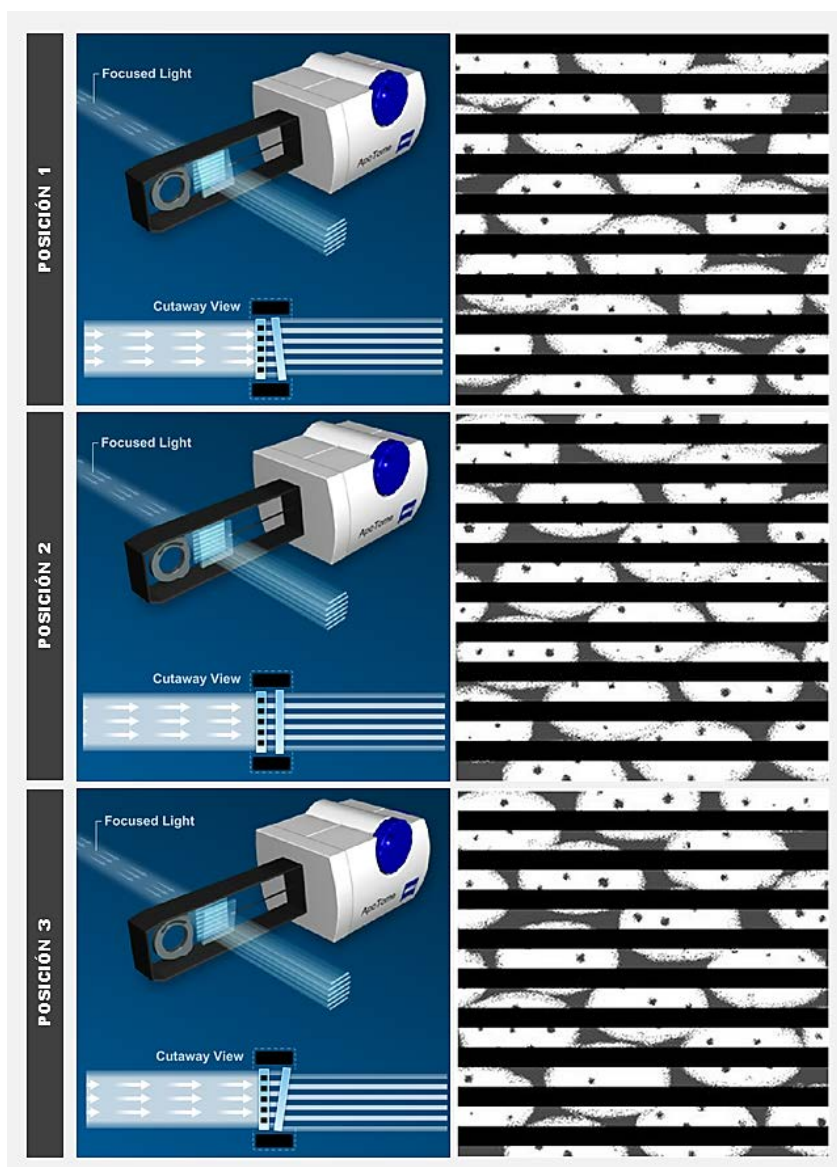 POSICIÓN 1
Focused Light
ApoTome
Cutaway View
POSICIÓN 2
Focused Light
ApoTome
Cutaway View
POSICIÓN 3
Focused Light
ApoTome
Cutaway View